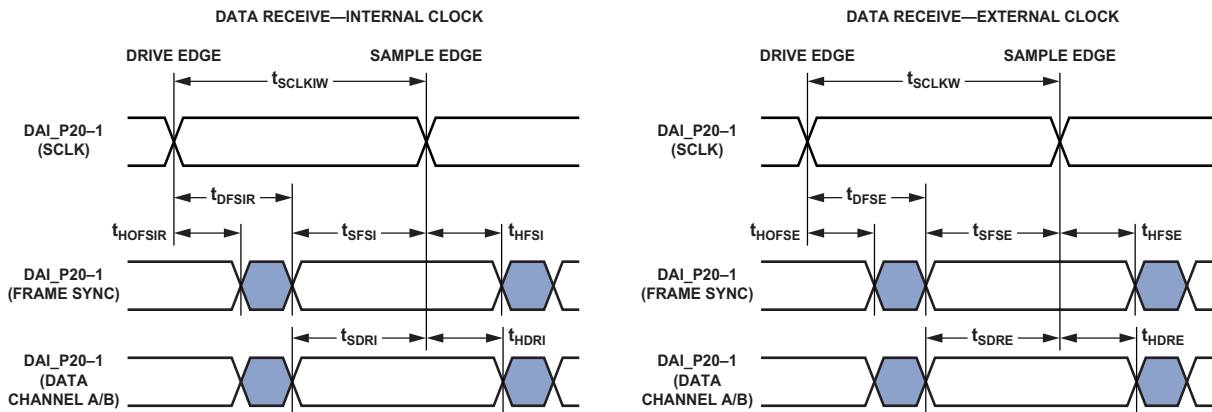 DATA RECEIVE—INTERNAL CLOCK
DRIVE EDGE
SAMPLE EDGE
tSCLKIW
DAI_P20–1
(SCLK)
tDFSIR
tHOFSIR
tSFSI
tHFSI
DAI_P20–1
(FRAME SYNC)
tSDRI
tHDRI
DAI_P20–1
(DATA
CHANNEL A/B)
DATA RECEIVE—EXTERNAL CLOCK
DRIVE EDGE
SAMPLE EDGE
tSCLKW
DAI_P20–1
(SCLK)
tDFSE
tHOFSE
tSFSE
tHFSE
DAI_P20–1
(FRAME SYNC)
tSDRE
tHDRE
DAI_P20–1
(DATA
CHANNEL A/B)